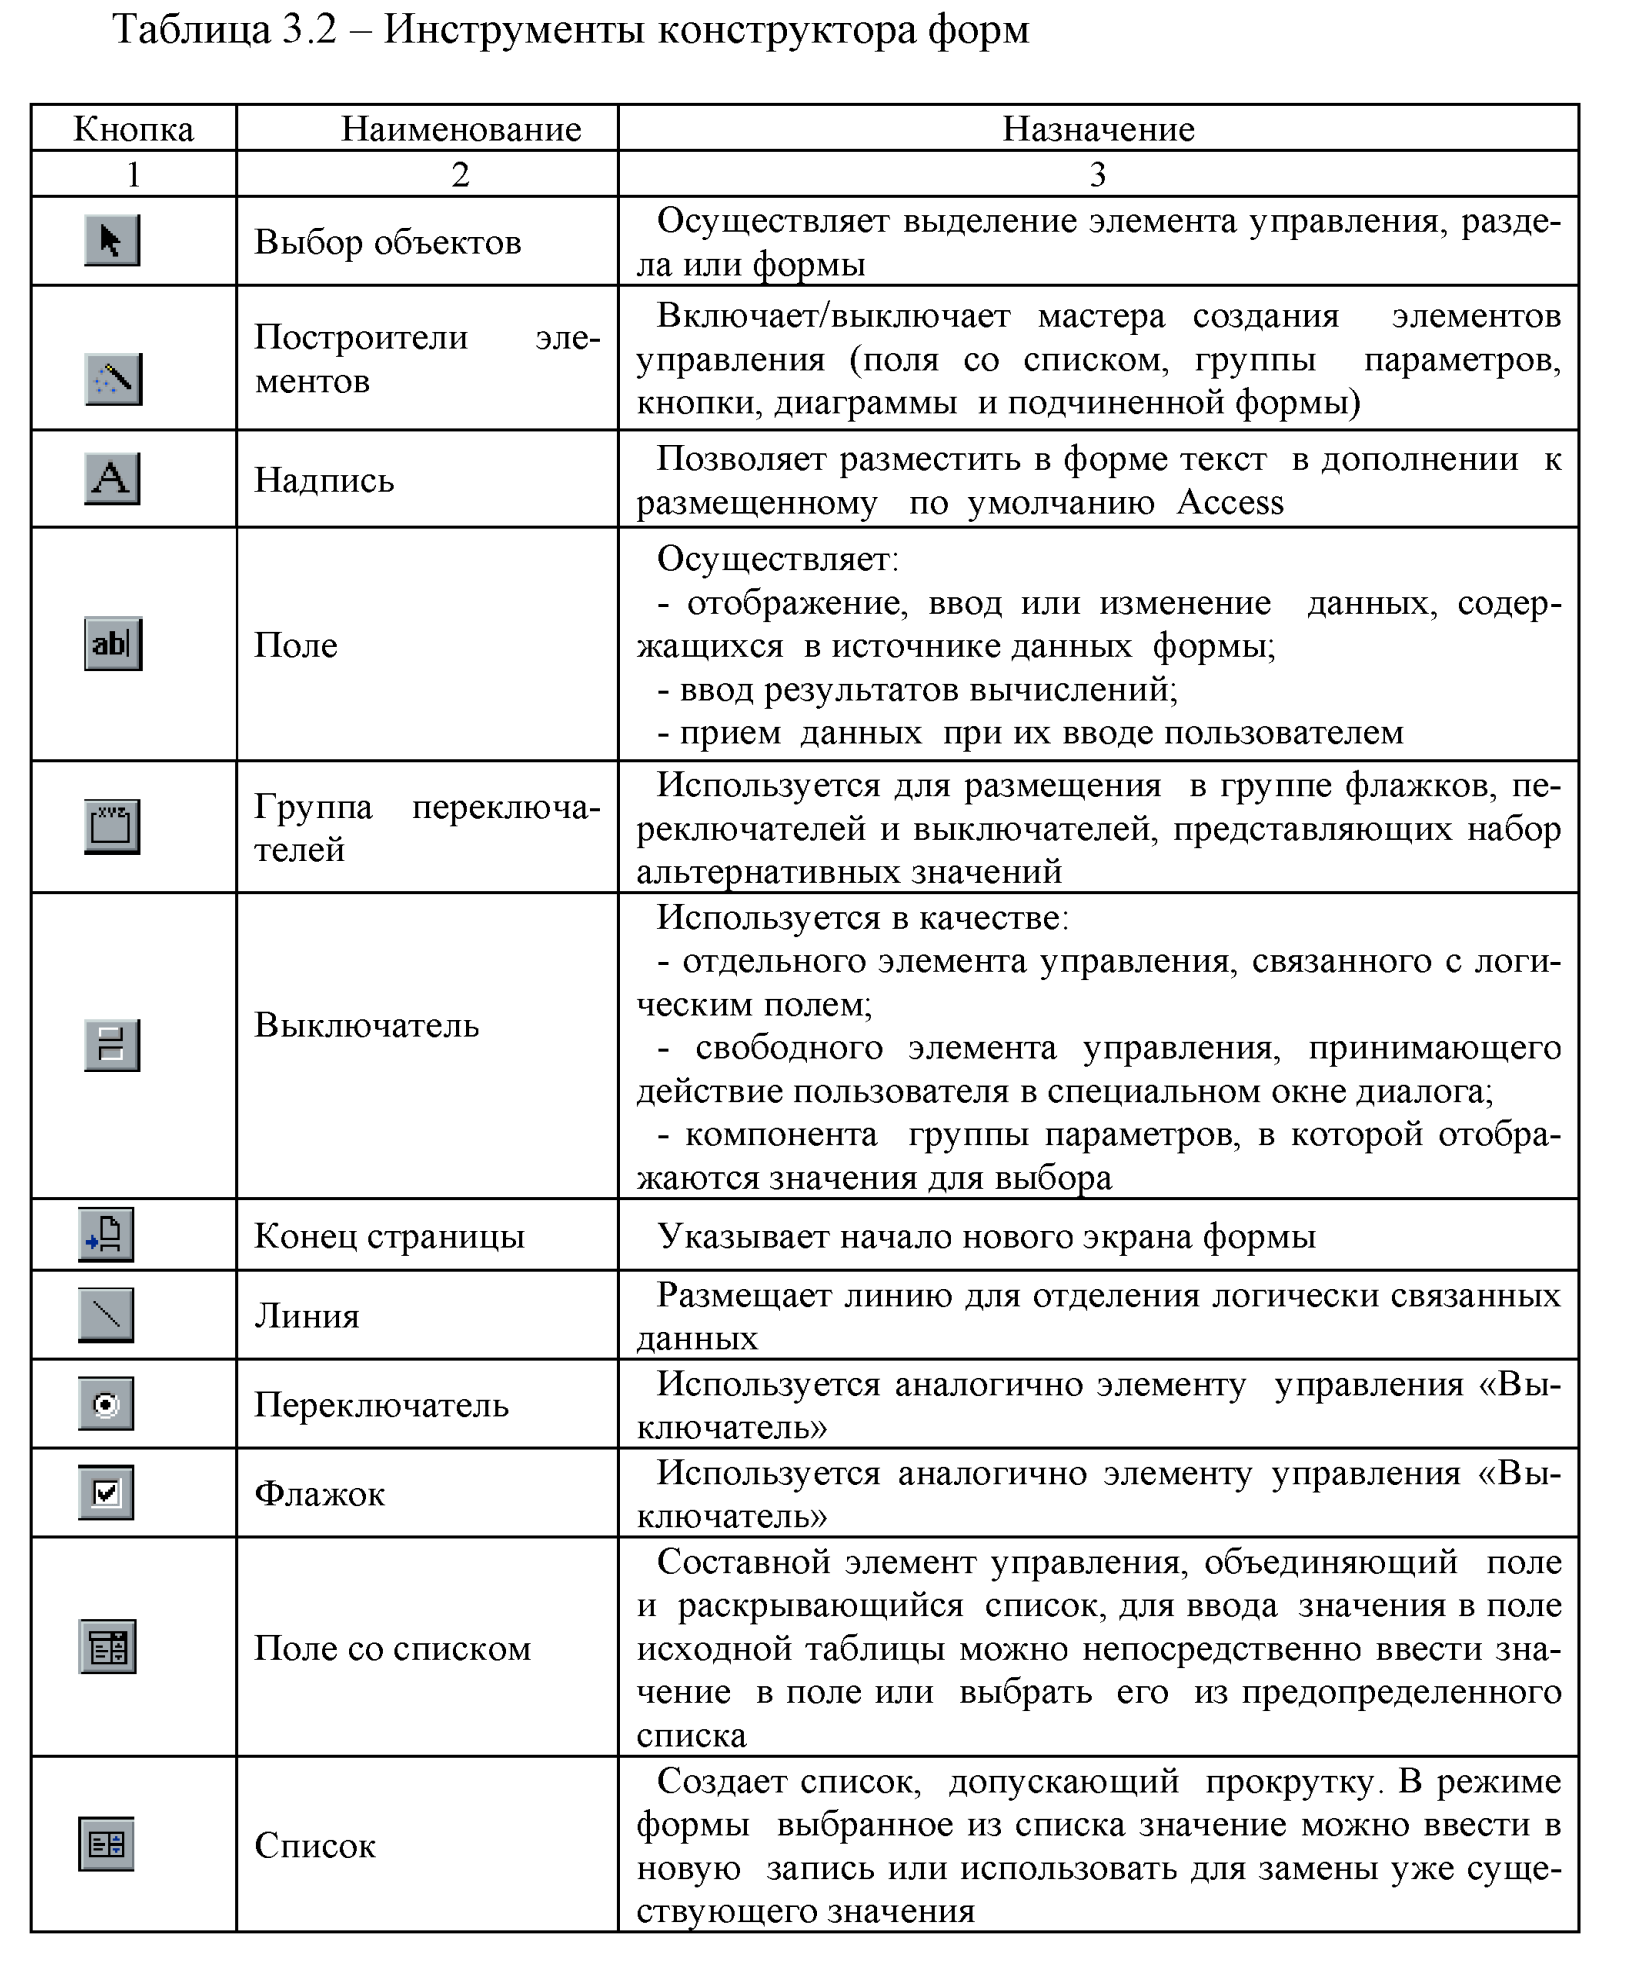 Таблица 3.2 – Инструменты конструктора форм
Кнопка Наименование Назначение
1 2 3
Выбор объектов
Осуществляет выделение элемента управления, разде-
ла или формы
Построители эле-
ментов
Включает/выключает мастера создания элементов
управления (поля со списком, группы параметров,
кнопки, диаграммы и подчиненной формы)
A
Надпись
Позволяет разместить в форме текст в дополнении к
размещенному по умолчанию Access
ab|
Поле
Осуществляет:
- отображение, ввод или изменение данных, содер-
жащихся в источнике данных формы;
- ввод результатов вычислений;
- прием данных при их вводе пользователем
XYZ
Группа переключа-
телей
Используется для размещения в группе флажков, пе-
реключателей и выключателей, представляющих набор
альтернативных значений
Выключатель
Используется в качестве:
- отдельного элемента управления, связанного с логи-
ческим полем;
- свободного элемента управления, принимающего
действие пользователя в специальном окне диалога;
- компонента группы параметров, в которой отобра-
жаются значения для выбора
Конец страницы
Указывает начало нового экрана формы
Линия
Размещает линию для отделения логически связанных
данных
Переключатель
Используется аналогично элементу управления «Вы-
ключатель»
Флажок
Используется аналогично элементу управления «Вы-
ключатель»
Поле со списком
Составной элемент управления, объединяющий поле
и раскрывающийся список, для ввода значения в поле
исходной таблицы можно непосредственно ввести зна-
чение в поле или выбрать его из предопределенного
списка
Список
Создает список, допускающий прокрутку. В режиме
формы выбранное из списка значение можно ввести в
новую запись или использовать для замены уже суще-
ствующего значения